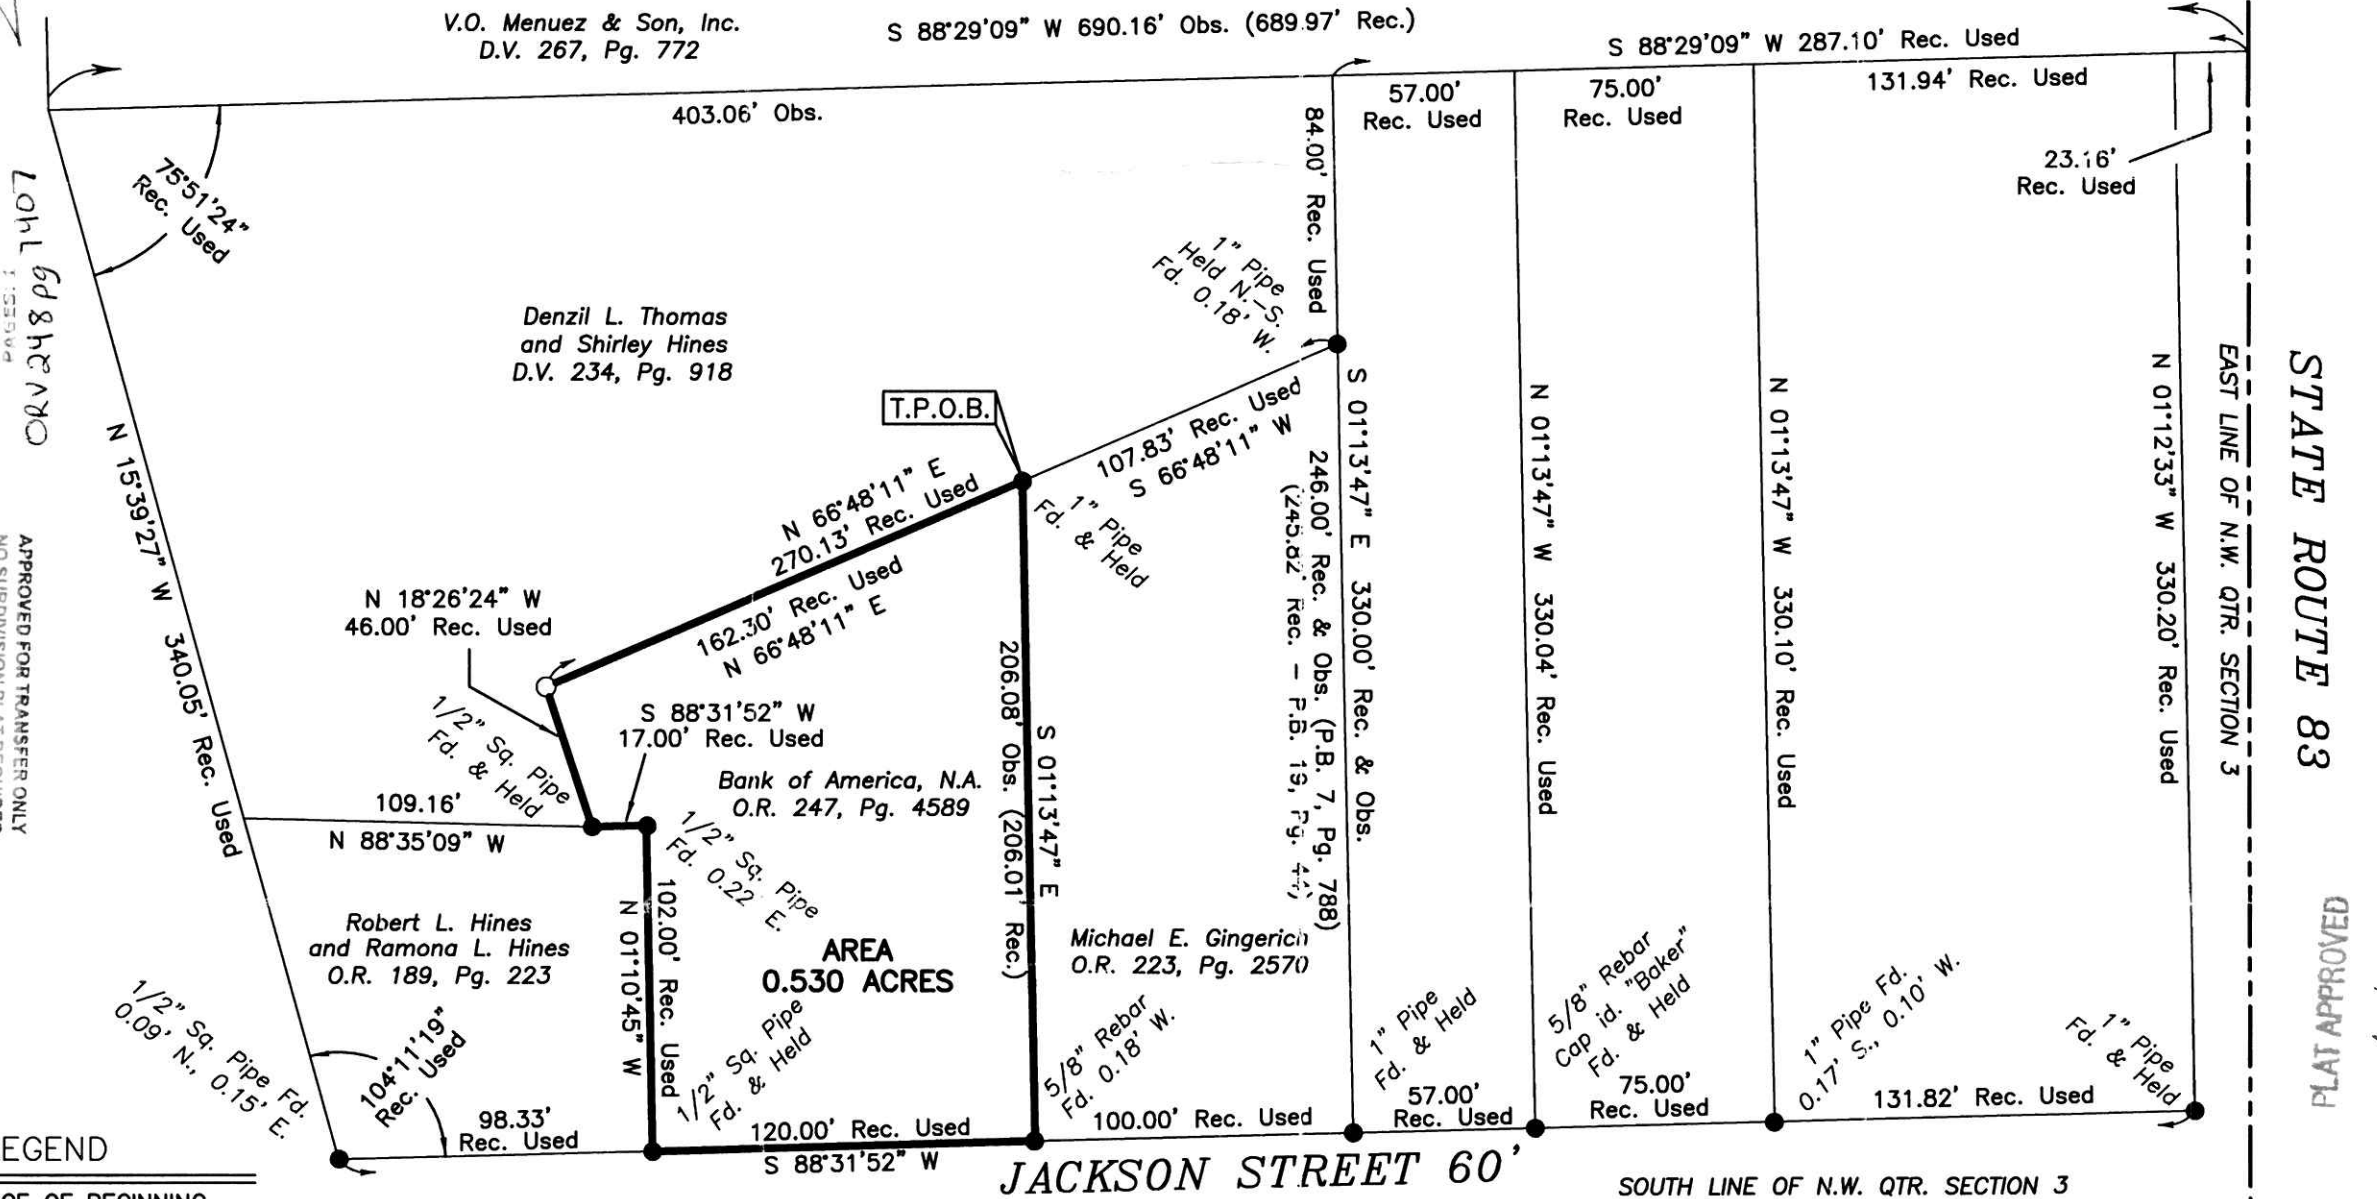 V.O. Menuez & Son, Inc.
D.V. 267, Pg. 772
S 88°29'09" W 690.16' Obs. (689.97' Rec.)
S 88°29'09" W 287.10' Rec. Used
403.06' Obs.
57.00'
Rec. Used
75.00'
Rec. Used
131.94' Rec. Used
23.16'
Rec. Used
75°51'24"
Rec. Used
84.00' Rec. Used
1" Pipe
Held N.-S.
Fd. 0.18' W.
Denzil L. Thomas
and Shirley Hines
D.V. 234, Pg. 918
T.P.O.B.
107.83' Rec. Used
S 66°48'11" W
1" Pipe
Fd. & Held
N 66°48'11" E
270.13' Rec. Used
162.30' Rec. Used
N 66°48'11" E
N 15°39'27" W 340.05' Rec. Used
N 18°26'24" W
46.00' Rec. Used
1/2" Sq. Pipe
Fd. & Held
S 88°31'52" W
17.00' Rec. Used
Bank of America, N.A.
O.R. 247, Pg. 4589
206.08' Obs. (206.01' Rec.)
S 01°13'47" E
246.00' Rec. & Obs. (P.B. 7, Pg. 788)
(245.82' Rec. - P.B. 19, Pg.
S 01°13'47" E 330.00' Rec. & Obs.
N 01°13'47" W 330.04' Rec. Used
N 01°13'47" W 330.10' Rec. Used
N 01°12'33" W 330.20' Rec. Used
EAST LINE OF N.W. QTR. SECTION 3
STATE ROUTE 83
PLAT APPROVED
109.16'
N 88°35'09" W
1/2" Sq. Pipe
Fd. 0.22' E.
102.00' Rec. Used
N 01°10'45" W
Robert L. Hines
and Ramona L. Hines
O.R. 189, Pg. 223
AREA
0.530 ACRES
Michael E. Gingerich
O.R. 223, Pg. 2570
1/2" Sq. Pipe Fd.
0.09' N., 0.15' E.
104°11'19"
Rec. Used
98.33'
Rec. Used
1/2" Sq. Pipe
Fd. & Held
5/8" Rebar
Fd. 0.18' W.
1" Pipe
Fd. & Held
5/8" Rebar
Cap id. "Baker"
Fd. & Held
1" Pipe Fd.
0.17' S., 0.10' W.
1" Pipe
Fd. & Held
120.00' Rec. Used
S 88°31'52" W
100.00' Rec. Used
57.00'
Rec. Used
75.00'
Rec. Used
131.82' Rec. Used
JACKSON STREET 60'
SOUTH LINE OF N.W. QTR. SECTION 3
APPROVED FOR TRANSFER ONLY
EGEND
OF BEGINNING